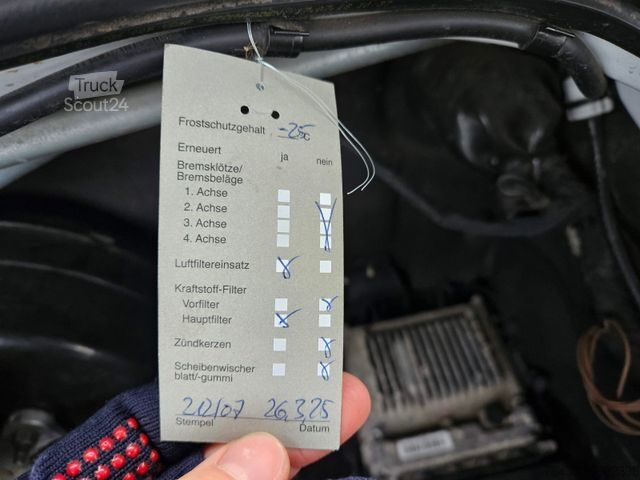 Truck
Scout24
Frostschutzgehalt -25°C
Erneuert ja nein
Bremsklötze/
Bremsbeläge
1. Achse
2. Achse
3. Achse
4. Achse
Luftfiltereinsatz
Kraftstoff-Filter
Vorfilter
Hauptfilter
Zündkerzen
Scheibenwischer
blatt/-gummi
26,3,25
Stempel Datum